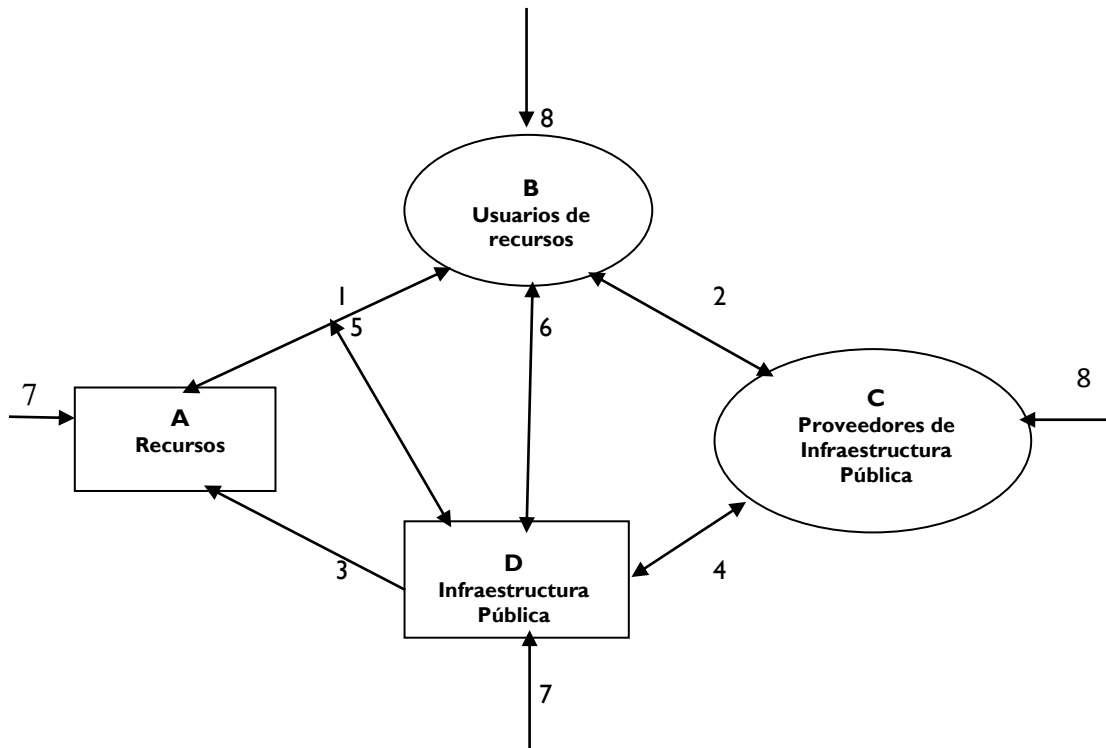 8
B
Usuarios de
recursos
1
5
6
2
7
8
A
Recursos
C
Proveedores de
Infraestructura
Pública
3
D
Infraestructura
Pública
4
7